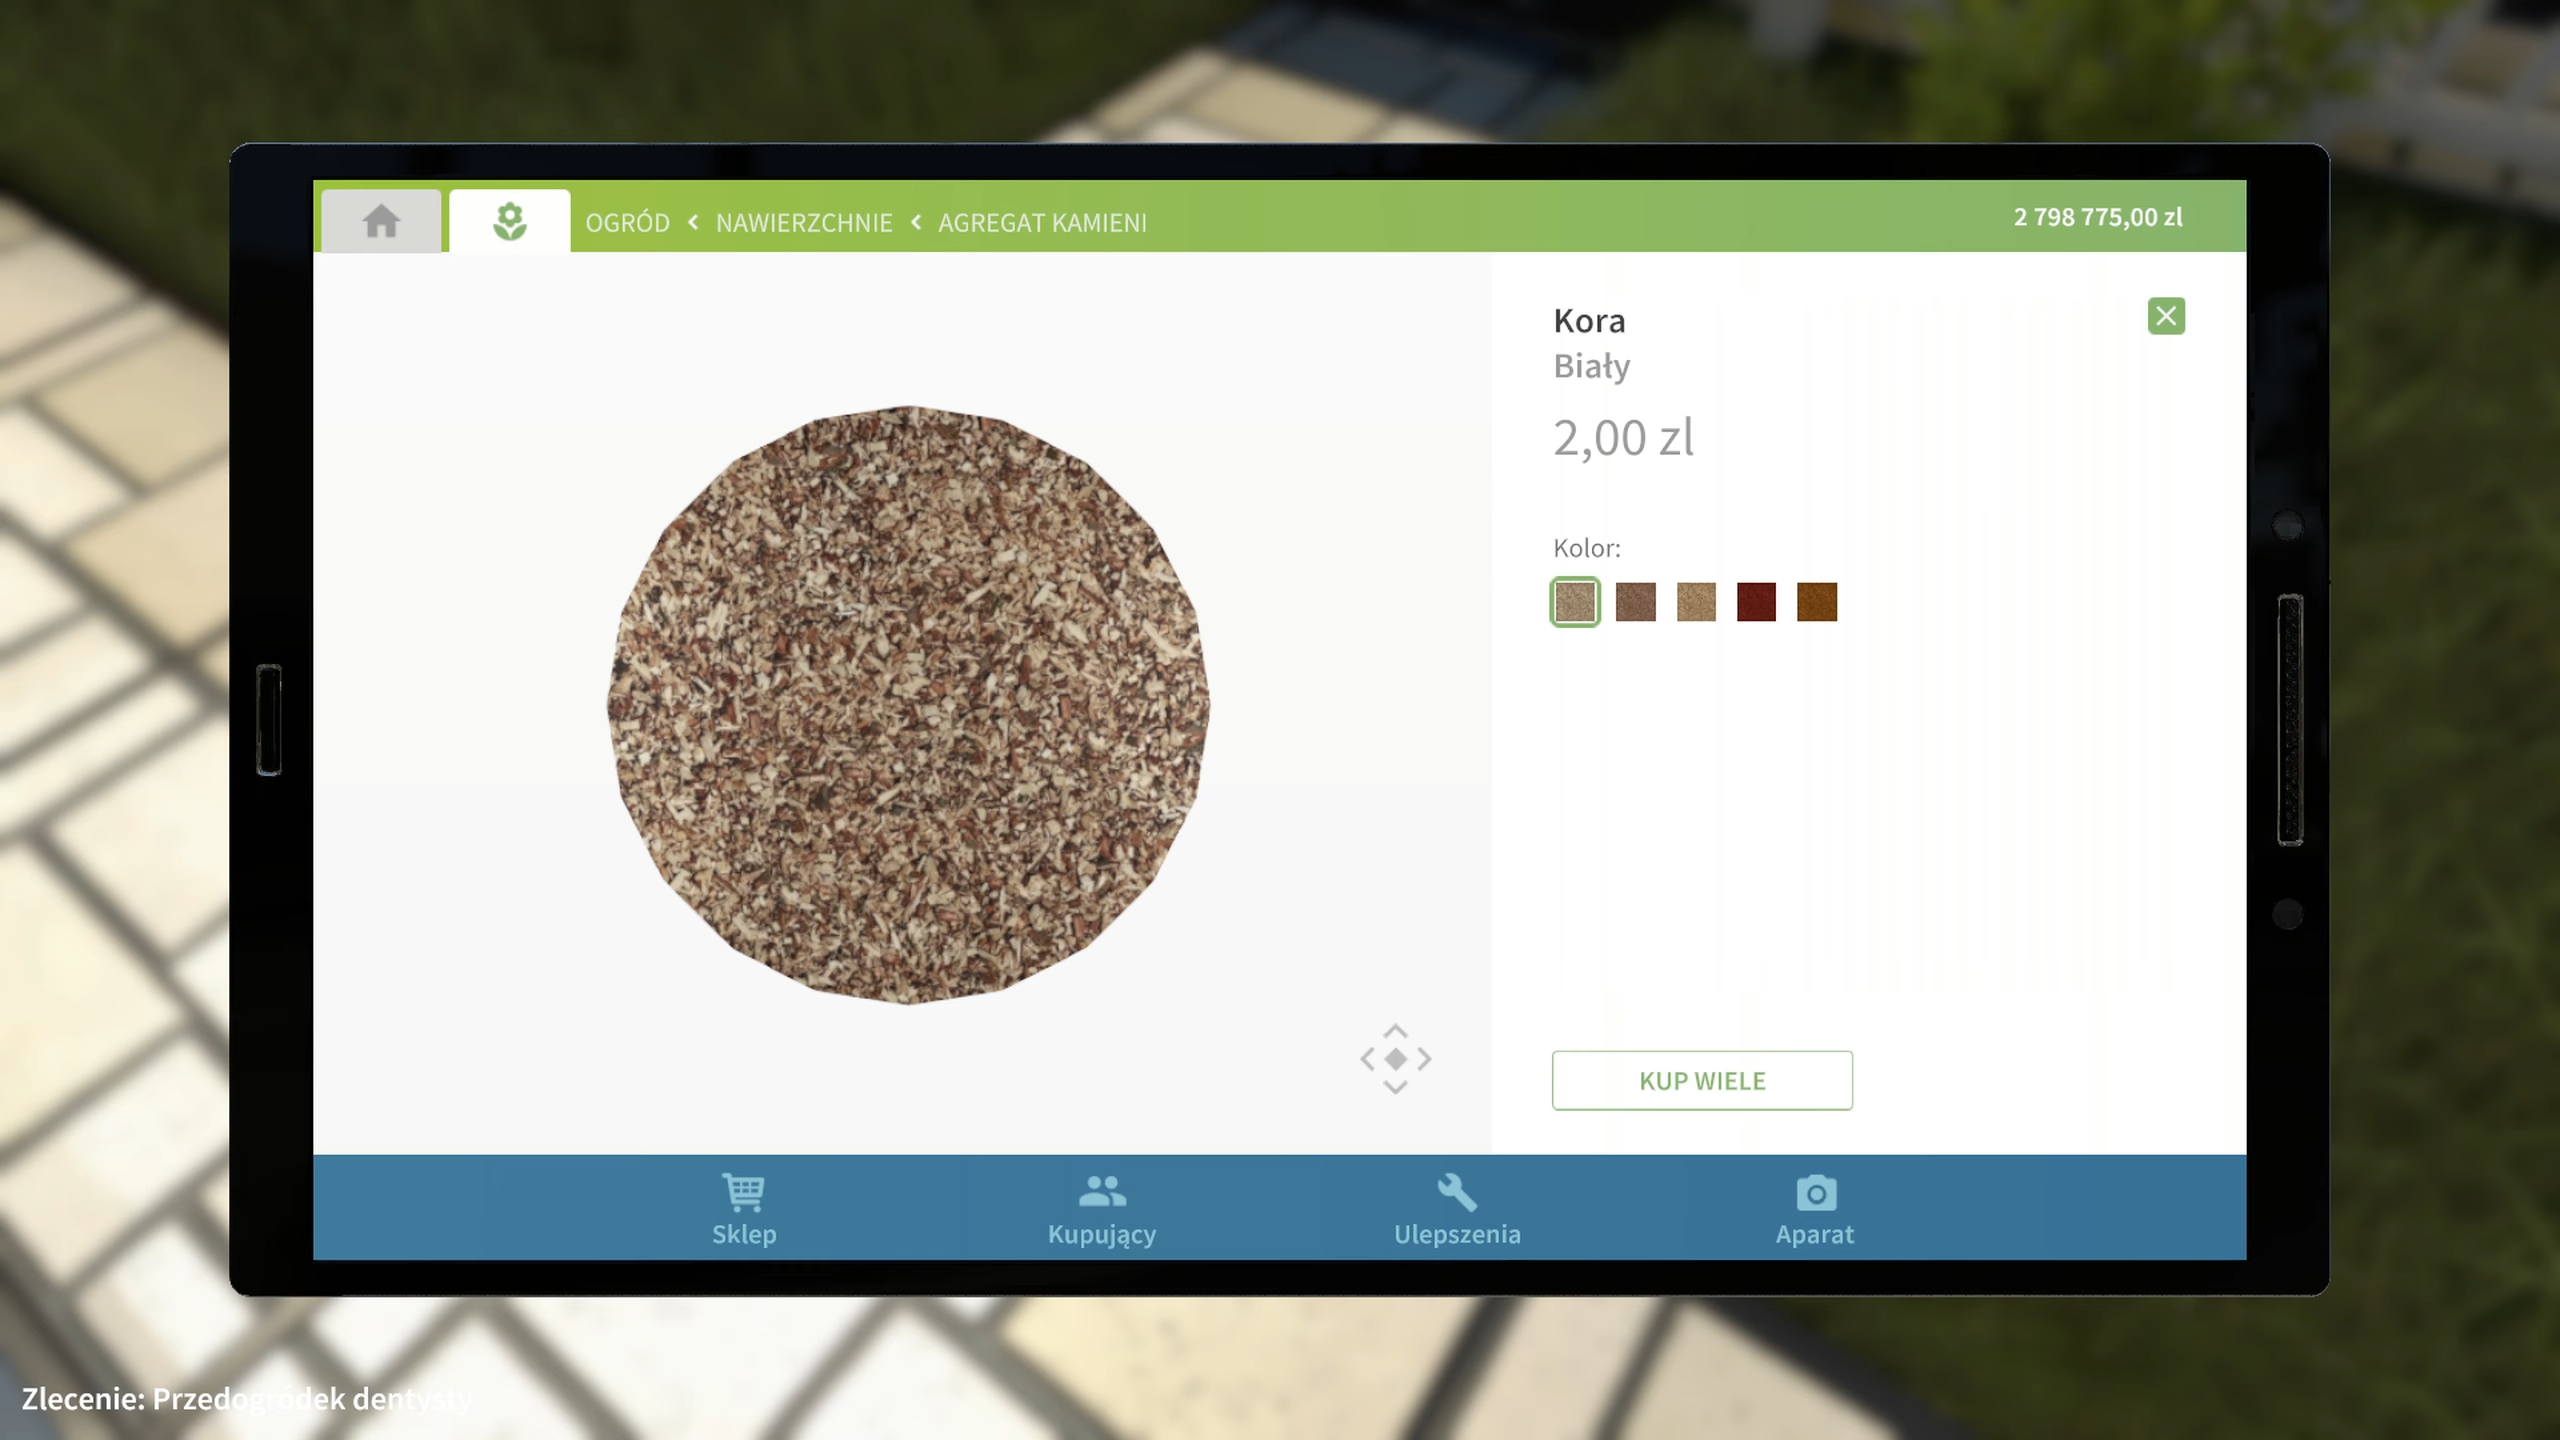 OGRÓD < NAWIERZCHNIE < AGREGAT KAMIENI
2 798 775,00 zl
Kora
Biały
2,00 zl
Kolor:
KUP WIELE
Sklep
Kupujący
Ulepszenia
Aparat
Zlecenie: Przedogródek dentysty